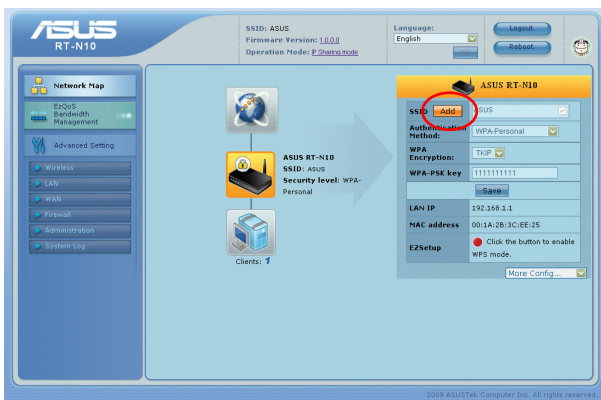 ASUS
RT-N10
SSID: ASUS
Firmware Version: 1.0.0.0
Operation Mode: IP Sharing mode
Language:
English
Logout
Reboot
Network Map
EzQoS
Bandwidth
Management
Advanced Setting
Wireless
LAN
WAN
Firewall
Administration
System Log
ASUS RT-N10
SSID: ASUS
Security level: WPA-
Personal
Clients: 1
ASUS RT-N10
SSID Add ASUS
Authentication
Method: WPA-Personal
WPA
Encryption: TKIP
WPA-PSK key 1111111111
Save
LAN IP 192.168.1.1
MAC address 00:1A:2B:3C:EE:25
EZSetup Click the button to enable
WPS mode.
More Config...
2009 ASUSTek Computer Inc. All rights reserved.